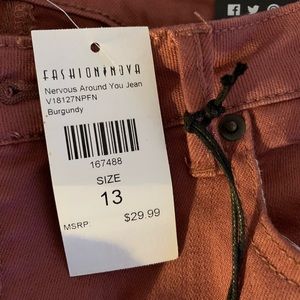 FASHION NOVA
Nervous Around You Jean
V18127NPFN
Burgundy
167488
SIZE
13
MSRP: $29.99